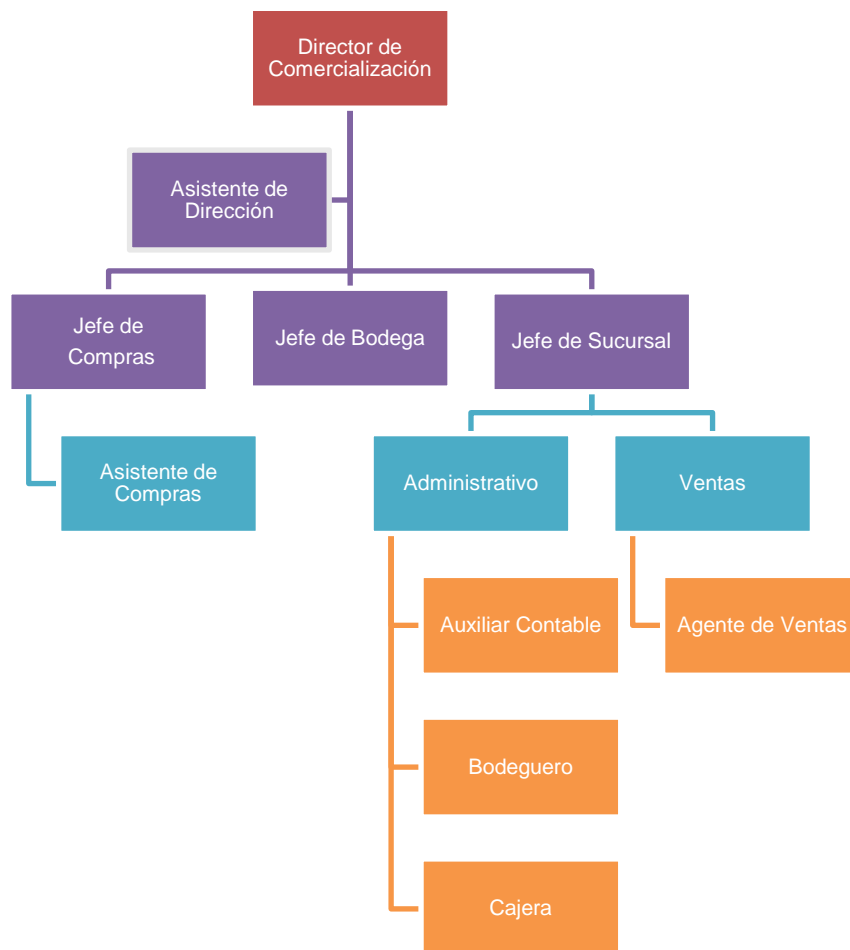 Director de
Comercialización
Asistente de
Dirección
Jefe de
Compras
Jefe de Bodega
Jefe de Sucursal
Asistente de
Compras
Administrativo
Ventas
Auxiliar Contable
Agente de Ventas
Bodeguero
Cajera